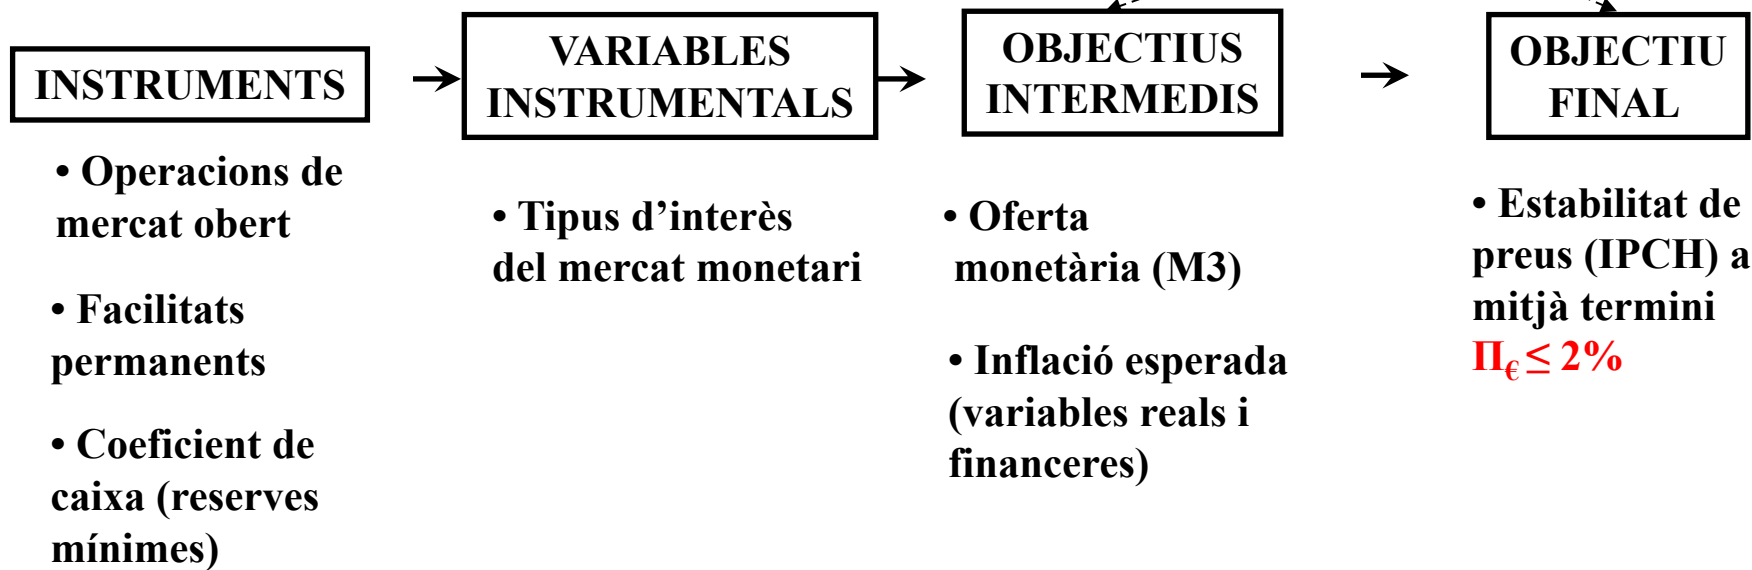 INSTRUMENTS
• Operacions de
mercat obert
• Facilitats
permanents
• Coeficient de
caixa (reserves
mínimes)
VARIABLES
INSTRUMENTALS
• Tipus d’interès
del mercat monetari
OBJECTIUS
INTERMEDIS
• Oferta
monetària (M3)
• Inflació esperada
(variables reals i
financeres)
OBJECTIU
FINAL
• Estabilitat de
preus (IPCH) a
mitjà termini
Π€ ≤ 2%